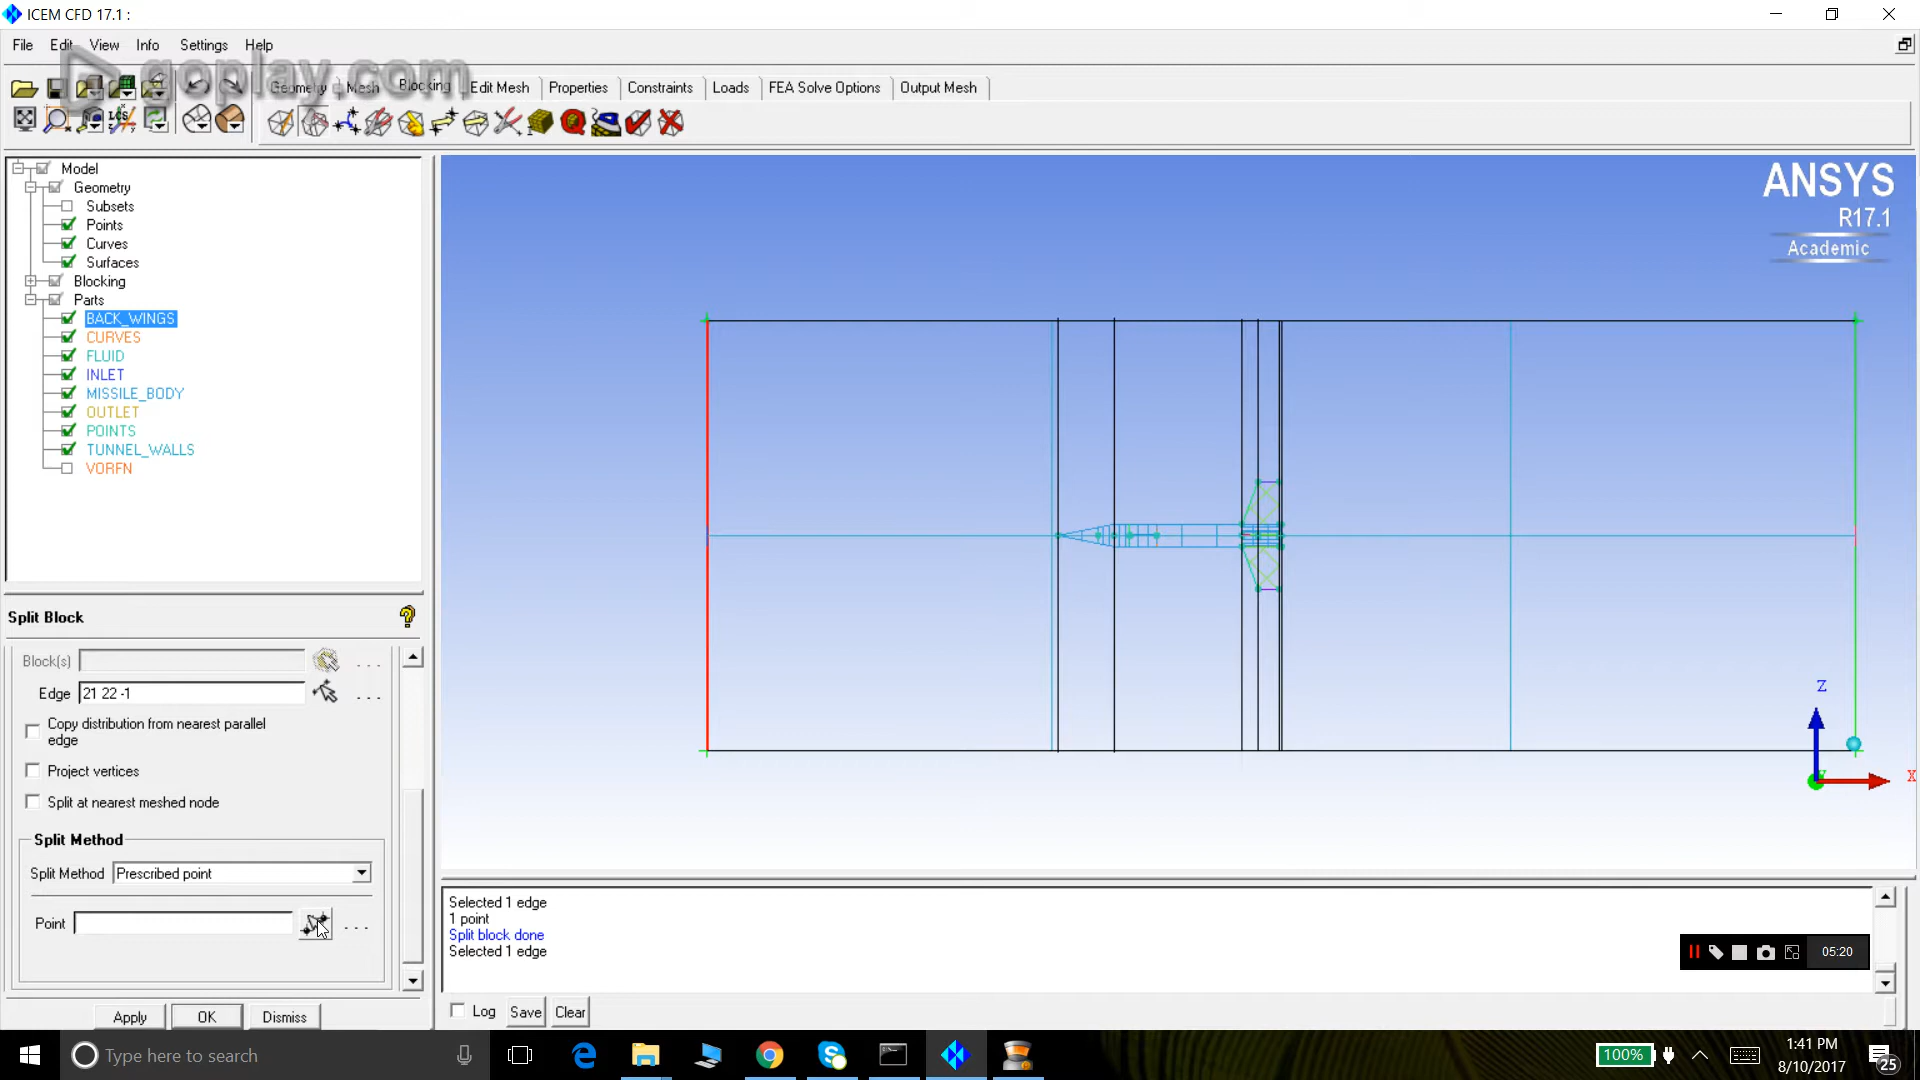 ICEM CFD 17.1 :
File Edit View Info Settings Help
goplay.com
Geometry Mesh Blocking Edit Mesh Properties Constraints Loads FEA Solve Options Output Mesh
LCS
Model
Geometry
Subsets
Points
Curves
Surfaces
Blocking
Parts
BACK_WINGS
CURVES
FLUID
INLET
MISSILE_BODY
OUTLET
POINTS
TUNNEL_WALLS
VORFN
ANSYS
R17.1
Academic
Z
X
Split Block
Block(s)
Edge 21 22 -1
Copy distribution from nearest parallel
edge
Project vertices
Split at nearest meshed node
Split Method
Split Method Prescribed point
Point
Apply OK Dismiss
Selected 1 edge
1 point
Split block done
Selected 1 edge
Log Save Clear
05:20
Type here to search
100%
1:41 PM
8/10/2017
25